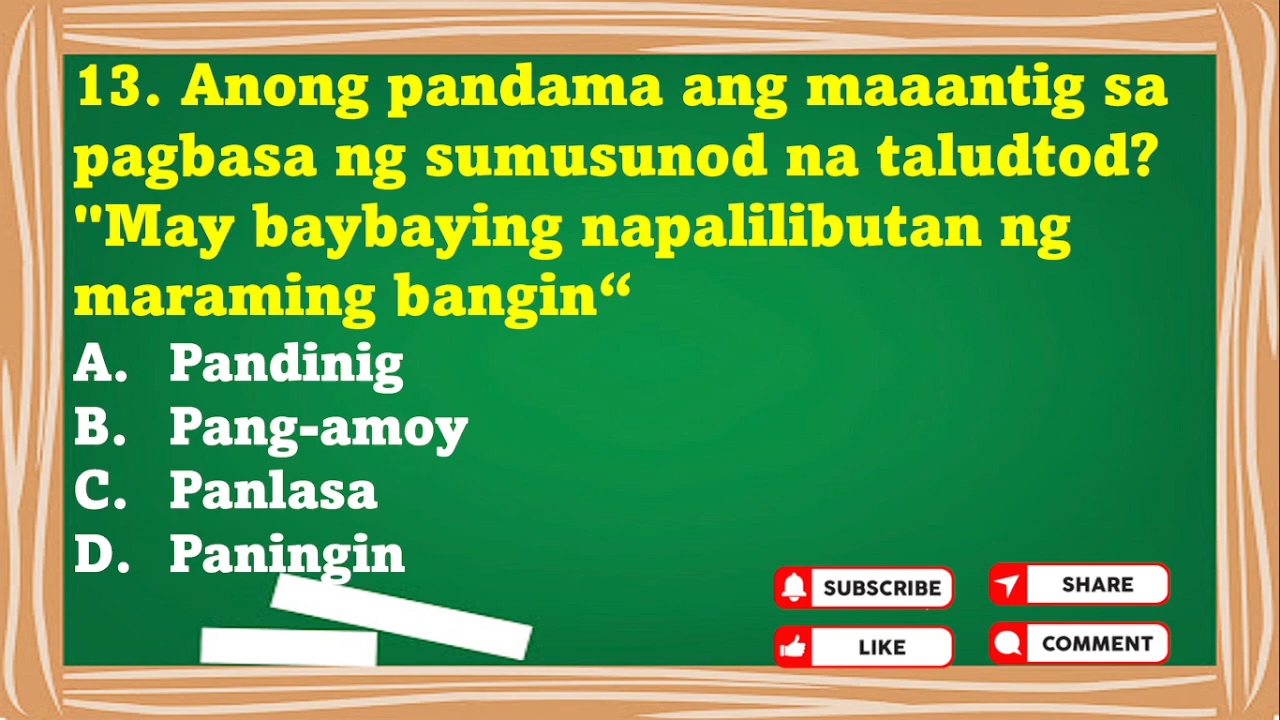 13. Anong pandama ang maaantig sa
pagbasa ng sumusunod na taludtod?
"May baybaying napalilibutan ng
maraming bangin“
A. Pandinig
B. Pang-amoy
C. Panlasa
D. Paningin
SUBSCRIBE
SHARE
LIKE
COMMENT